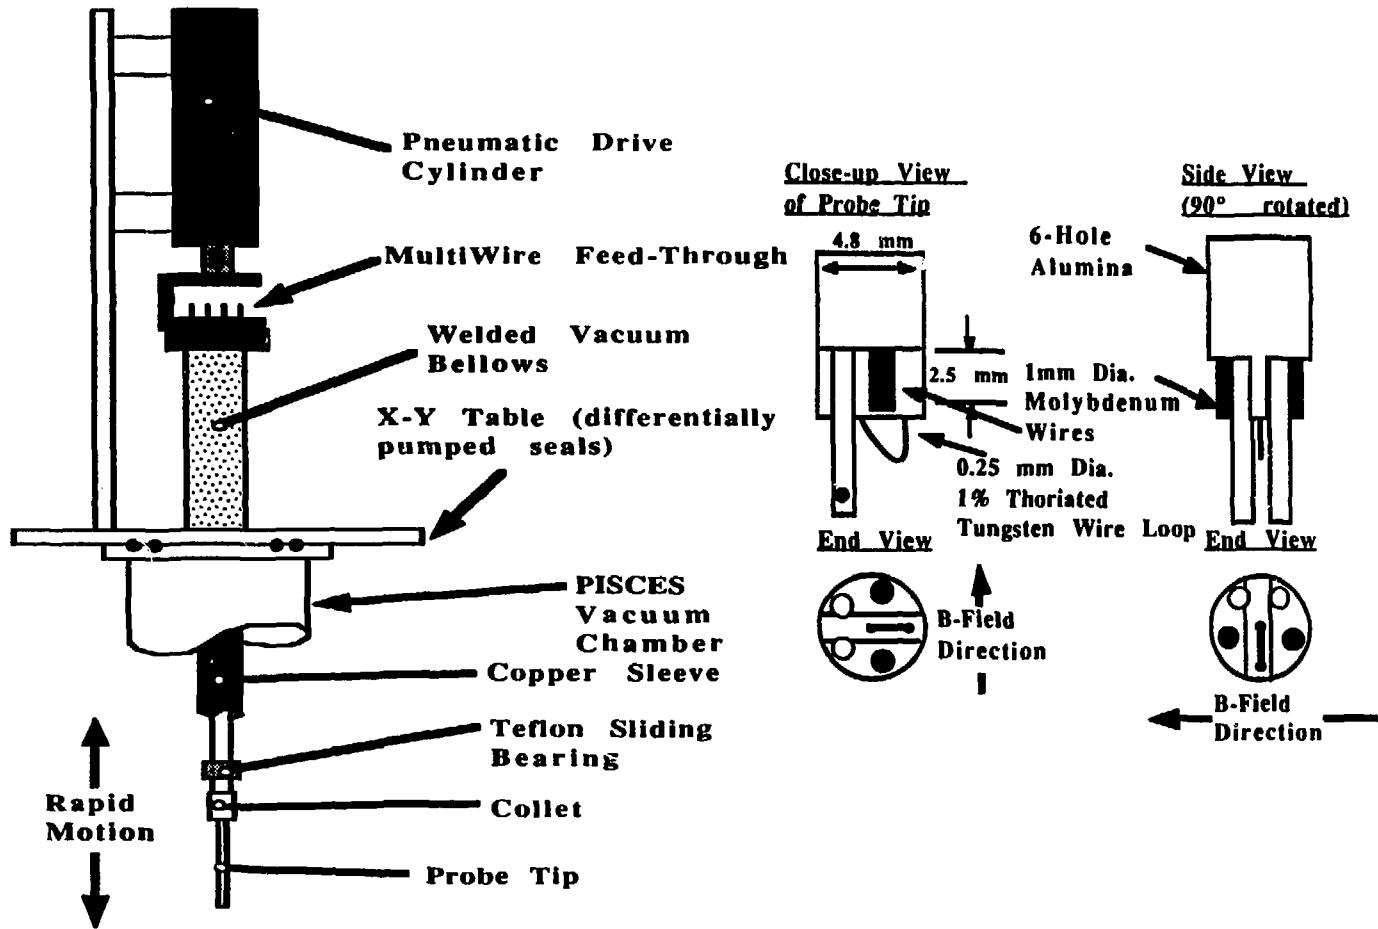 Pneumatic Drive
Cylinder
MultiWire Feed-Through
Welded Vacuum
Bellows
X-Y Table (differentially
pumped seals)
PISCES
Vacuum
Chamber
Copper Sleeve
Teflon Sliding
Bearing
Rapid
Motion
Collet
Probe Tip
Close-up View
of Probe Tip
4.8 mm
2.5 mm
Side View
(90° rotated)
6-Hole
Alumina
1mm Dia.
Molybdenum
Wires
0.25 mm Dia.
1% Thoriated
Tungsten Wire Loop
End View
B-Field
Direction
End View
B-Field
Direction